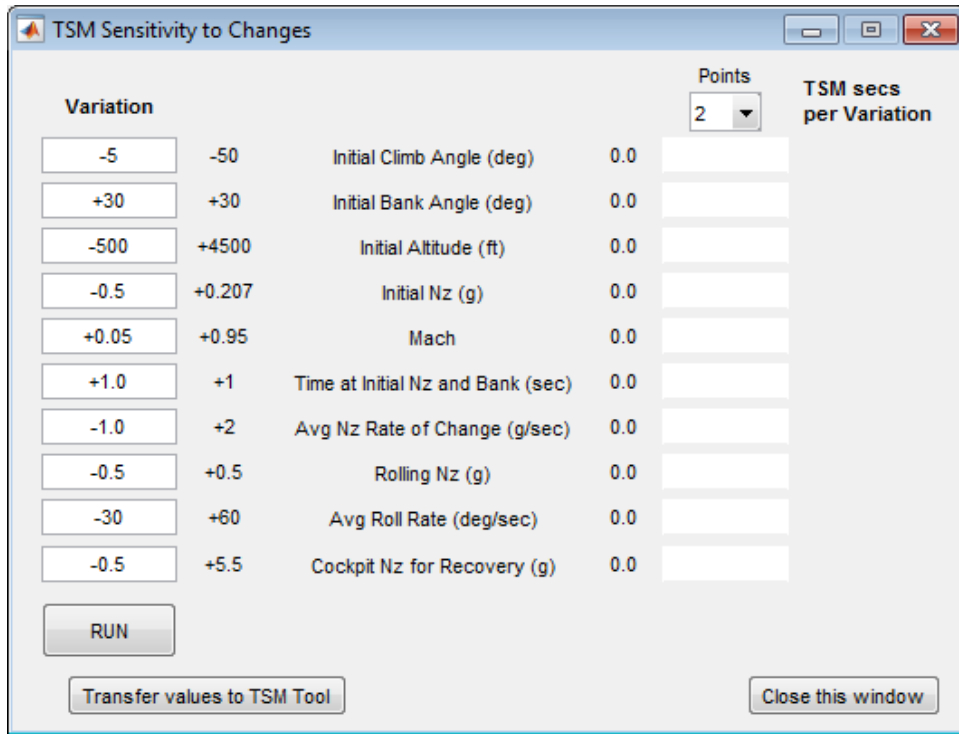 TSM Sensitivity to Changes
Points
Variation
2
TSM secs
per Variation
-5 -50 Initial Climb Angle (deg) 0.0
+30 +30 Initial Bank Angle (deg) 0.0
-500 +4500 Initial Altitude (ft) 0.0
-0.5 +0.207 Initial Nz (g) 0.0
+0.05 +0.95 Mach 0.0
+1.0 +1 Time at Initial Nz and Bank (sec) 0.0
-1.0 +2 Avg Nz Rate of Change (g/sec) 0.0
-0.5 +0.5 Rolling Nz (g) 0.0
-30 +60 Avg Roll Rate (deg/sec) 0.0
-0.5 +5.5 Cockpit Nz for Recovery (g) 0.0
RUN
Transfer values to TSM Tool Close this window